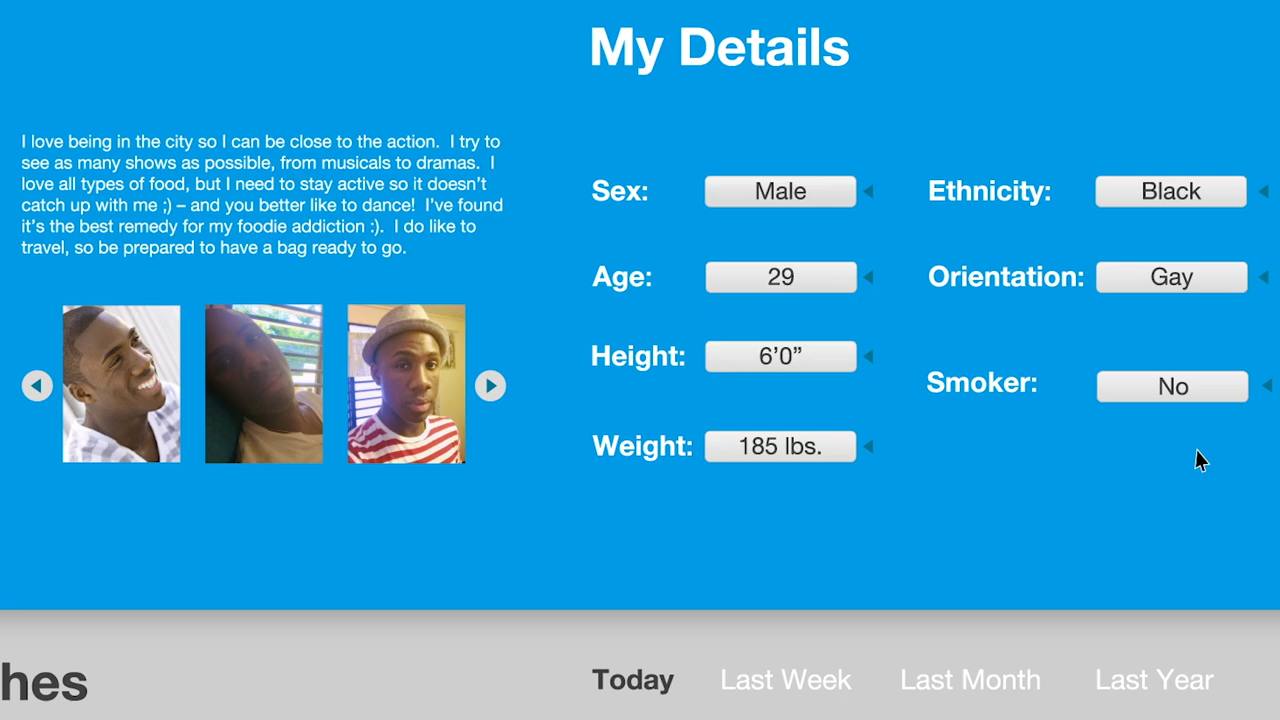 My Details
I love being in the city so I can be close to the action.  I try to
see as many shows as possible, from musicals to dramas.  I
love all types of food, but I need to stay active so it doesn’t
catch up with me ;) – and you better like to dance!  I’ve found
it’s the best remedy for my foodie addiction :).  I do like to
travel, so be prepared to have a bag ready to go.
Sex: Male
Ethnicity: Black
Age: 29
Orientation: Gay
Height: 6’0”
Smoker: No
Weight: 185 lbs.
hes
Today Last Week Last Month Last Year